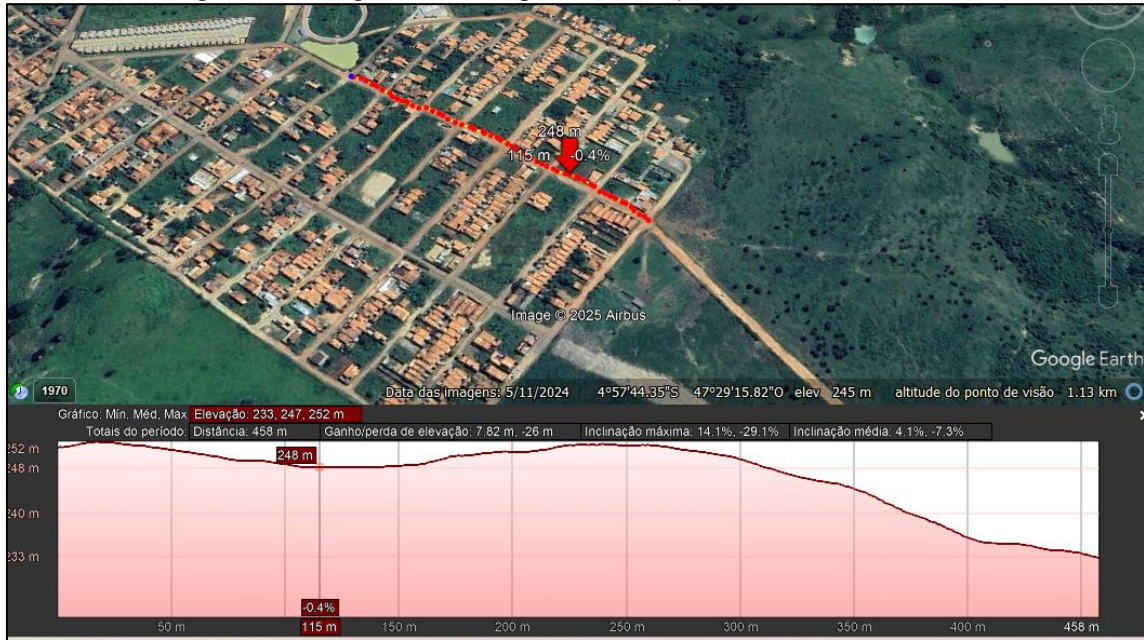 248 m
115 m -0.4%
Image © 2025 Airbus
Google Earth
1970
Data das imagens: 5/11/2024 4°57'44.35"S 47°29'15.82"O elev 245 m altitude do ponto de visão 1.13 km
Gráfico: Mín, Méd, Max Elevação: 233, 247, 252 m
Totais do período: Distância: 458 m Ganho/perda de elevação: 7.82 m, -26 m Inclinação máxima: 14.1%, -29.1% Inclinação média: 4.1%, -7.3%
252 m
248 m
248 m
240 m
233 m
-0.4%
50 m 115 m 150 m 200 m 250 m 300 m 350 m 400 m 458 m